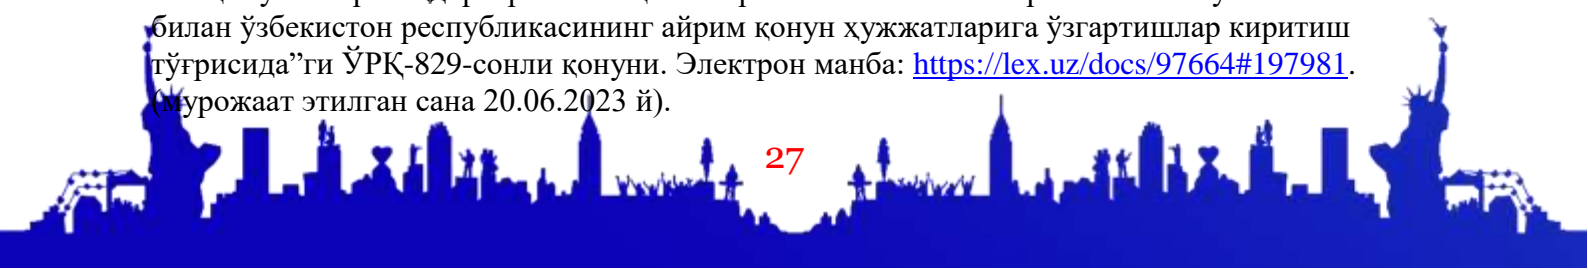 билан ўзбекистон республикасининг айрим қонун ҳужжатларига ўзгартишлар киритиш
тўғрисида”ги ЎРҚ-829-сонли қонуни. Электрон манба: https://lex.uz/docs/97664#197981.
(мурожаат этилган сана 20.06.2023 й).
27